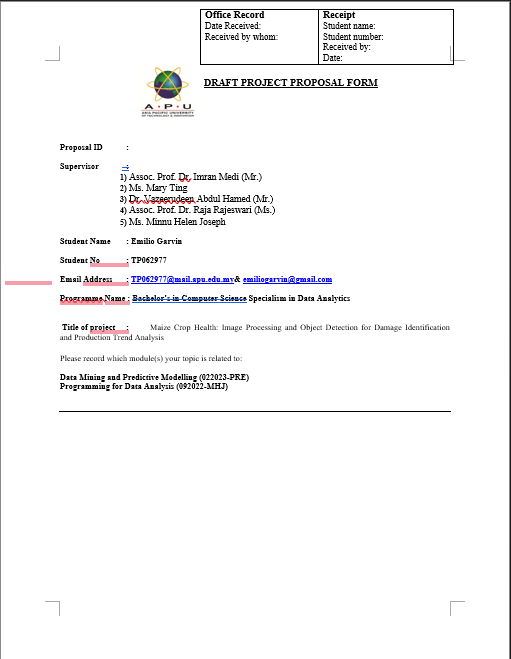 Office Record
Date Received:
Received by whom:
Receipt
Student name:
Student number:
Received by:
Date:
A · P · U
ASIA PACIFIC UNIVERSITY
OF TECHNOLOGY & INNOVATION
DRAFT PROJECT PROPOSAL FORM
Proposal ID :
Supervisor :
1) Assoc. Prof. Dr. Imran Medi (Mr.)
2) Ms. Mary Ting
3) Dr. Vazeerudeen Abdul Hamed (Mr.)
4) Assoc. Prof. Dr. Raja Rajeswari (Ms.)
5) Ms. Minnu Helen Joseph
Student Name : Emilio Garvin
Student No : TP062977
Email Address : TP062977@mail.apu.edu.my& emiliogarvin@gmail.com
Programme Name : Bachelor's in Computer Science Specialism in Data Analytics
Title of project : Maize Crop Health: Image Processing and Object Detection for Damage Identification
and Production Trend Analysis
Please record which module(s) your topic is related to:
Data Mining and Predictive Modelling (022023-PRE)
Programming for Data Analysis (092022-MHJ)